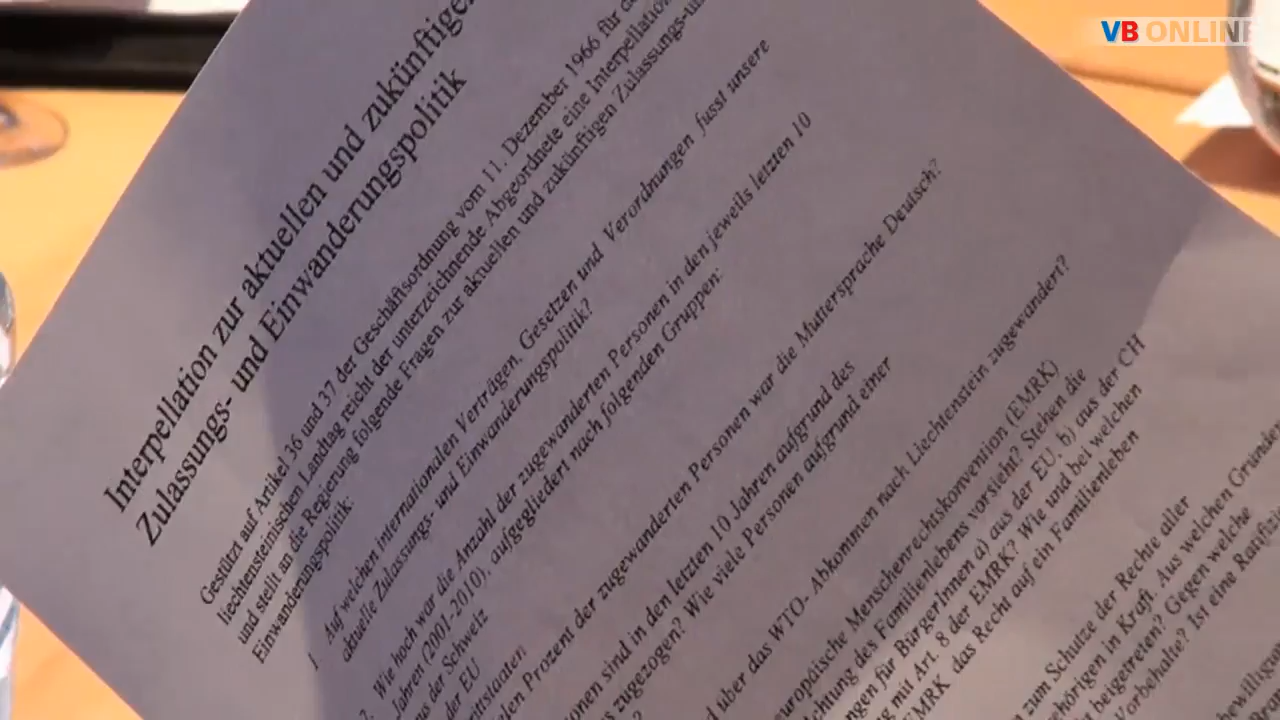 VB ONLINE
Interpellation zur aktuellen und zukünftigen
Zulassungs- und Einwanderungspolitik
Gestützt auf Artikel 36 und 37 der Geschäftsordnung vom 11. Dezember 1966 für
liechtensteinischen Landtag reicht der unterzeichnende Abgeordnete eine Interpellation
und stellt an die Regierung folgende Fragen zur aktuellen und zukünftigen Zulassungs-
Einwanderungspolitik:
1 Auf welchen internationalen Verträgen, Gesetzen und Verordnungen fusst unsere
aktuelle Zulassungs- und Einwanderungspolitik?
2. Wie hoch war die Anzahl der zugewanderten Personen in den jeweils letzten 10
Jahren (2001-2010), aufgegliedert nach folgenden Gruppen:
aus der Schweiz
der EU
Prozent der zugewanderten Personen war die Muttersprache Deutsch?
sind in den letzten 10 Jahren aufgrund des
zugezogen? Wie viele Personen aufgrund einer
über das WTO- Abkommen nach Liechtenstein zugewandert?
europäische Menschenrechtskonvention (EMRK)
des Familienlebens vorsieht? Stehen die
für BürgerInnen a) aus der EU, b) aus der CH
mit Art. 8 der EMRK? Wie und bei welchen
EMRK das Recht auf ein Familienleben
zum Schutze der Rechte aller
in Kraft. Aus welchen Gründen
beigetreten? Gegen welche
Ist eine